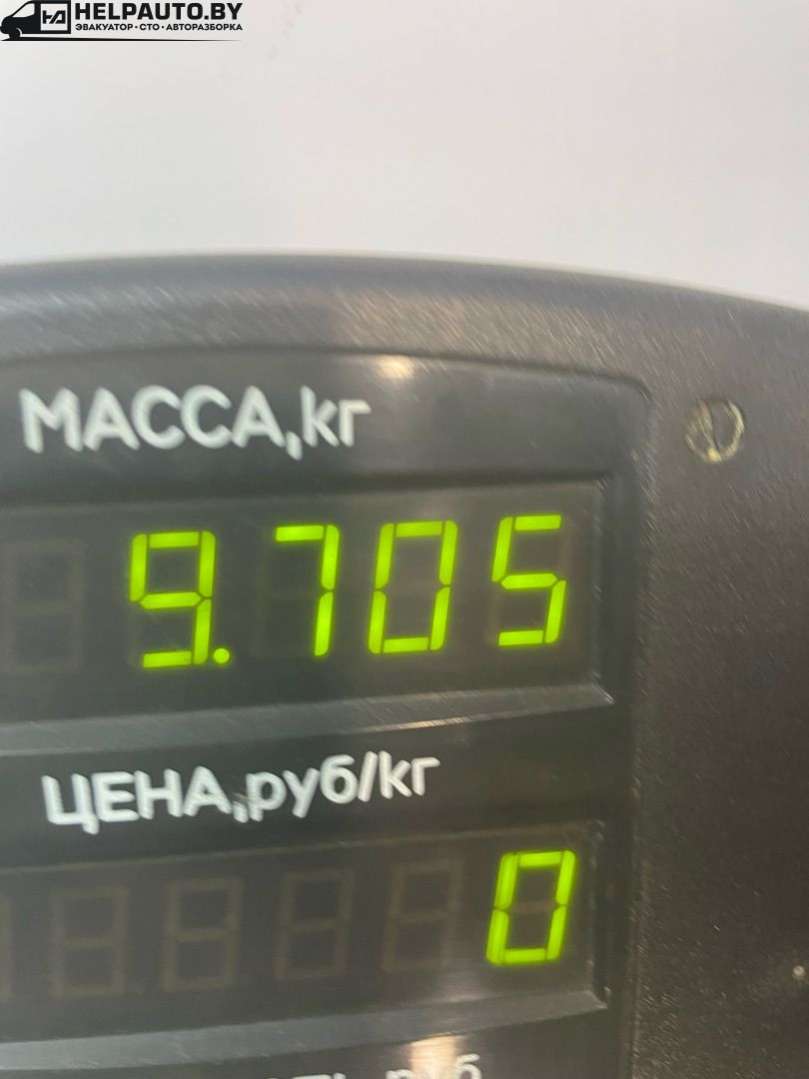 HELPAUTO.BY
ЭВАКУАТОР · СТО · АВТОРАЗБОРКА
МАССА,кг
9.705
ЦЕНА,руб/кг
0